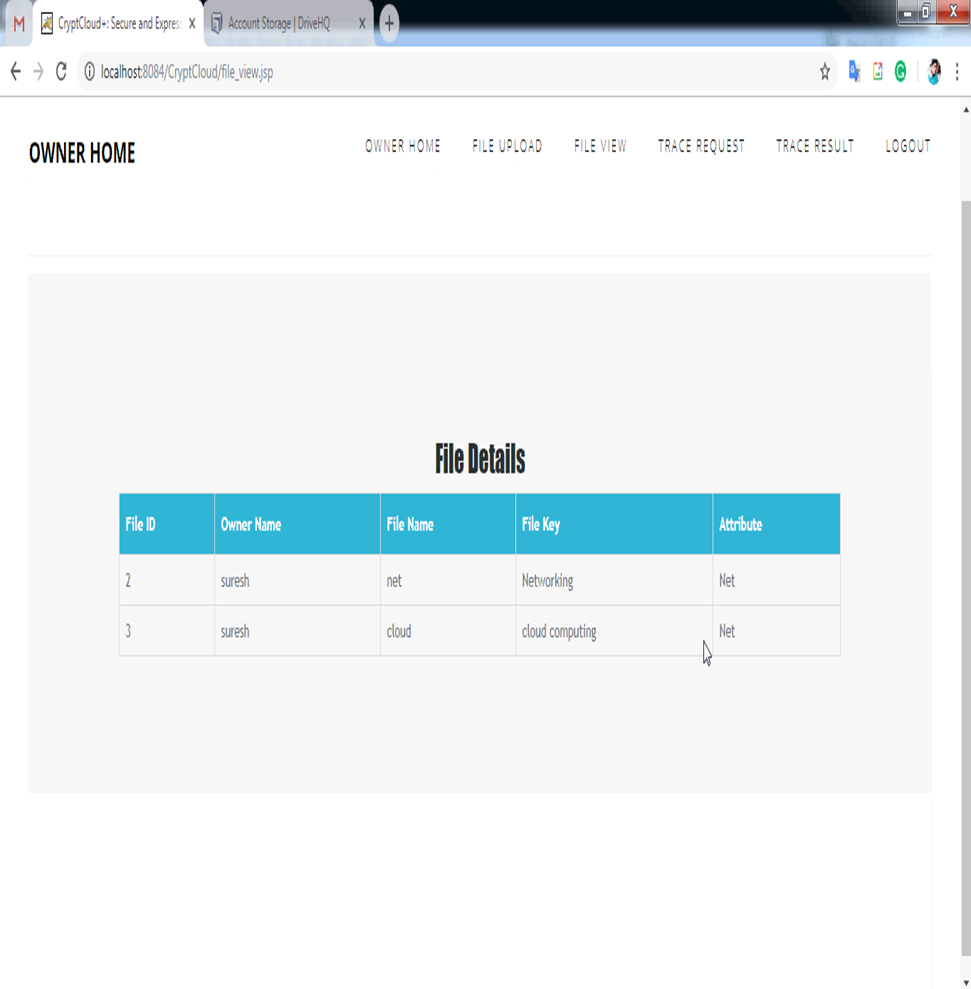 M CryptCloud+: Secure and Expres Account Storage | DriveHQ
localhost:8084/CryptCloud/file_view.jsp
OWNER HOME OWNER HOME FILE UPLOAD FILE VIEW TRACE REQUEST TRACE RESULT LOGOUT
File Details
File ID Owner Name File Name File Key Attribute
2 suresh net Networking Net
3 suresh cloud cloud computing Net